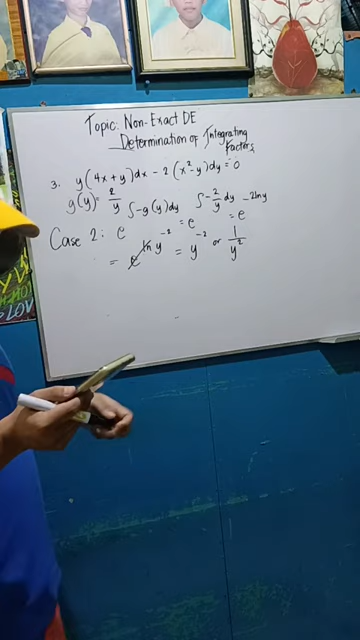 Topic: Non-Exact DE
Determination of Integrating Factors
3. y(4x+y)dx - 2(x²-y)dy = 0
g(y) = 2/y
Case 2: e^∫-g(y)dy = e^∫-2/y dy = e^-2lny
= e^ln y^-2 = y^-2 or 1/y²